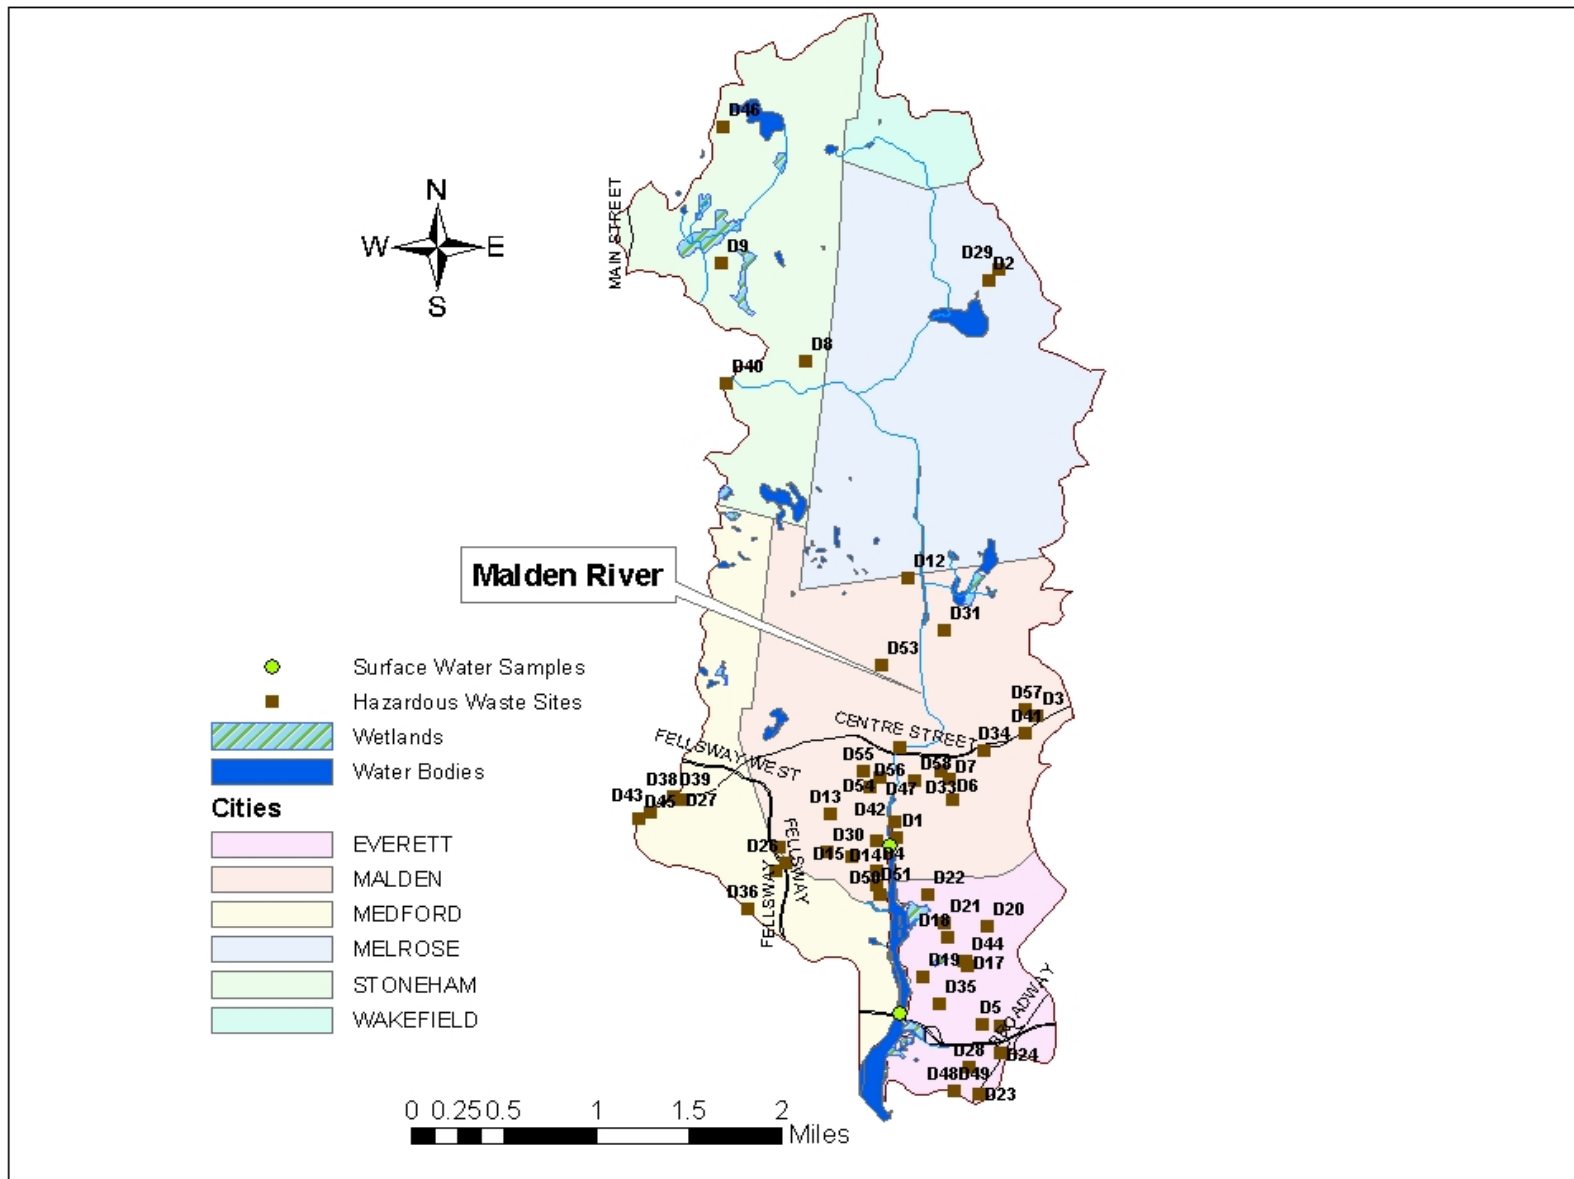 D46
N
W E
S
MAIN STREET
D9
D29
D2
D8
D40
D12
Malden River
D31
D53
Surface Water Samples
Hazardous Waste Sites
Wetlands
Water Bodies
Cities
EVERETT
MALDEN
MEDFORD
MELROSE
STONEHAM
WAKEFIELD
D57
D3
D41
CENTRE STREET
D34
FELLSWAY WEST
D55
D56
D58
D7
D54
D47
D33
D6
D38
D39
D43
D45
D27
D13
D42
D1
D26
FELLSWAY
FELLSWAY
D15
D30
D14
D4
D50
D51
D36
D22
D21
D18
D20
D44
D19
D17
D35
D5
BROADWAY
D24
D28
D48
D49
D23
0 0.25 0.5 1 1.5 2
Miles